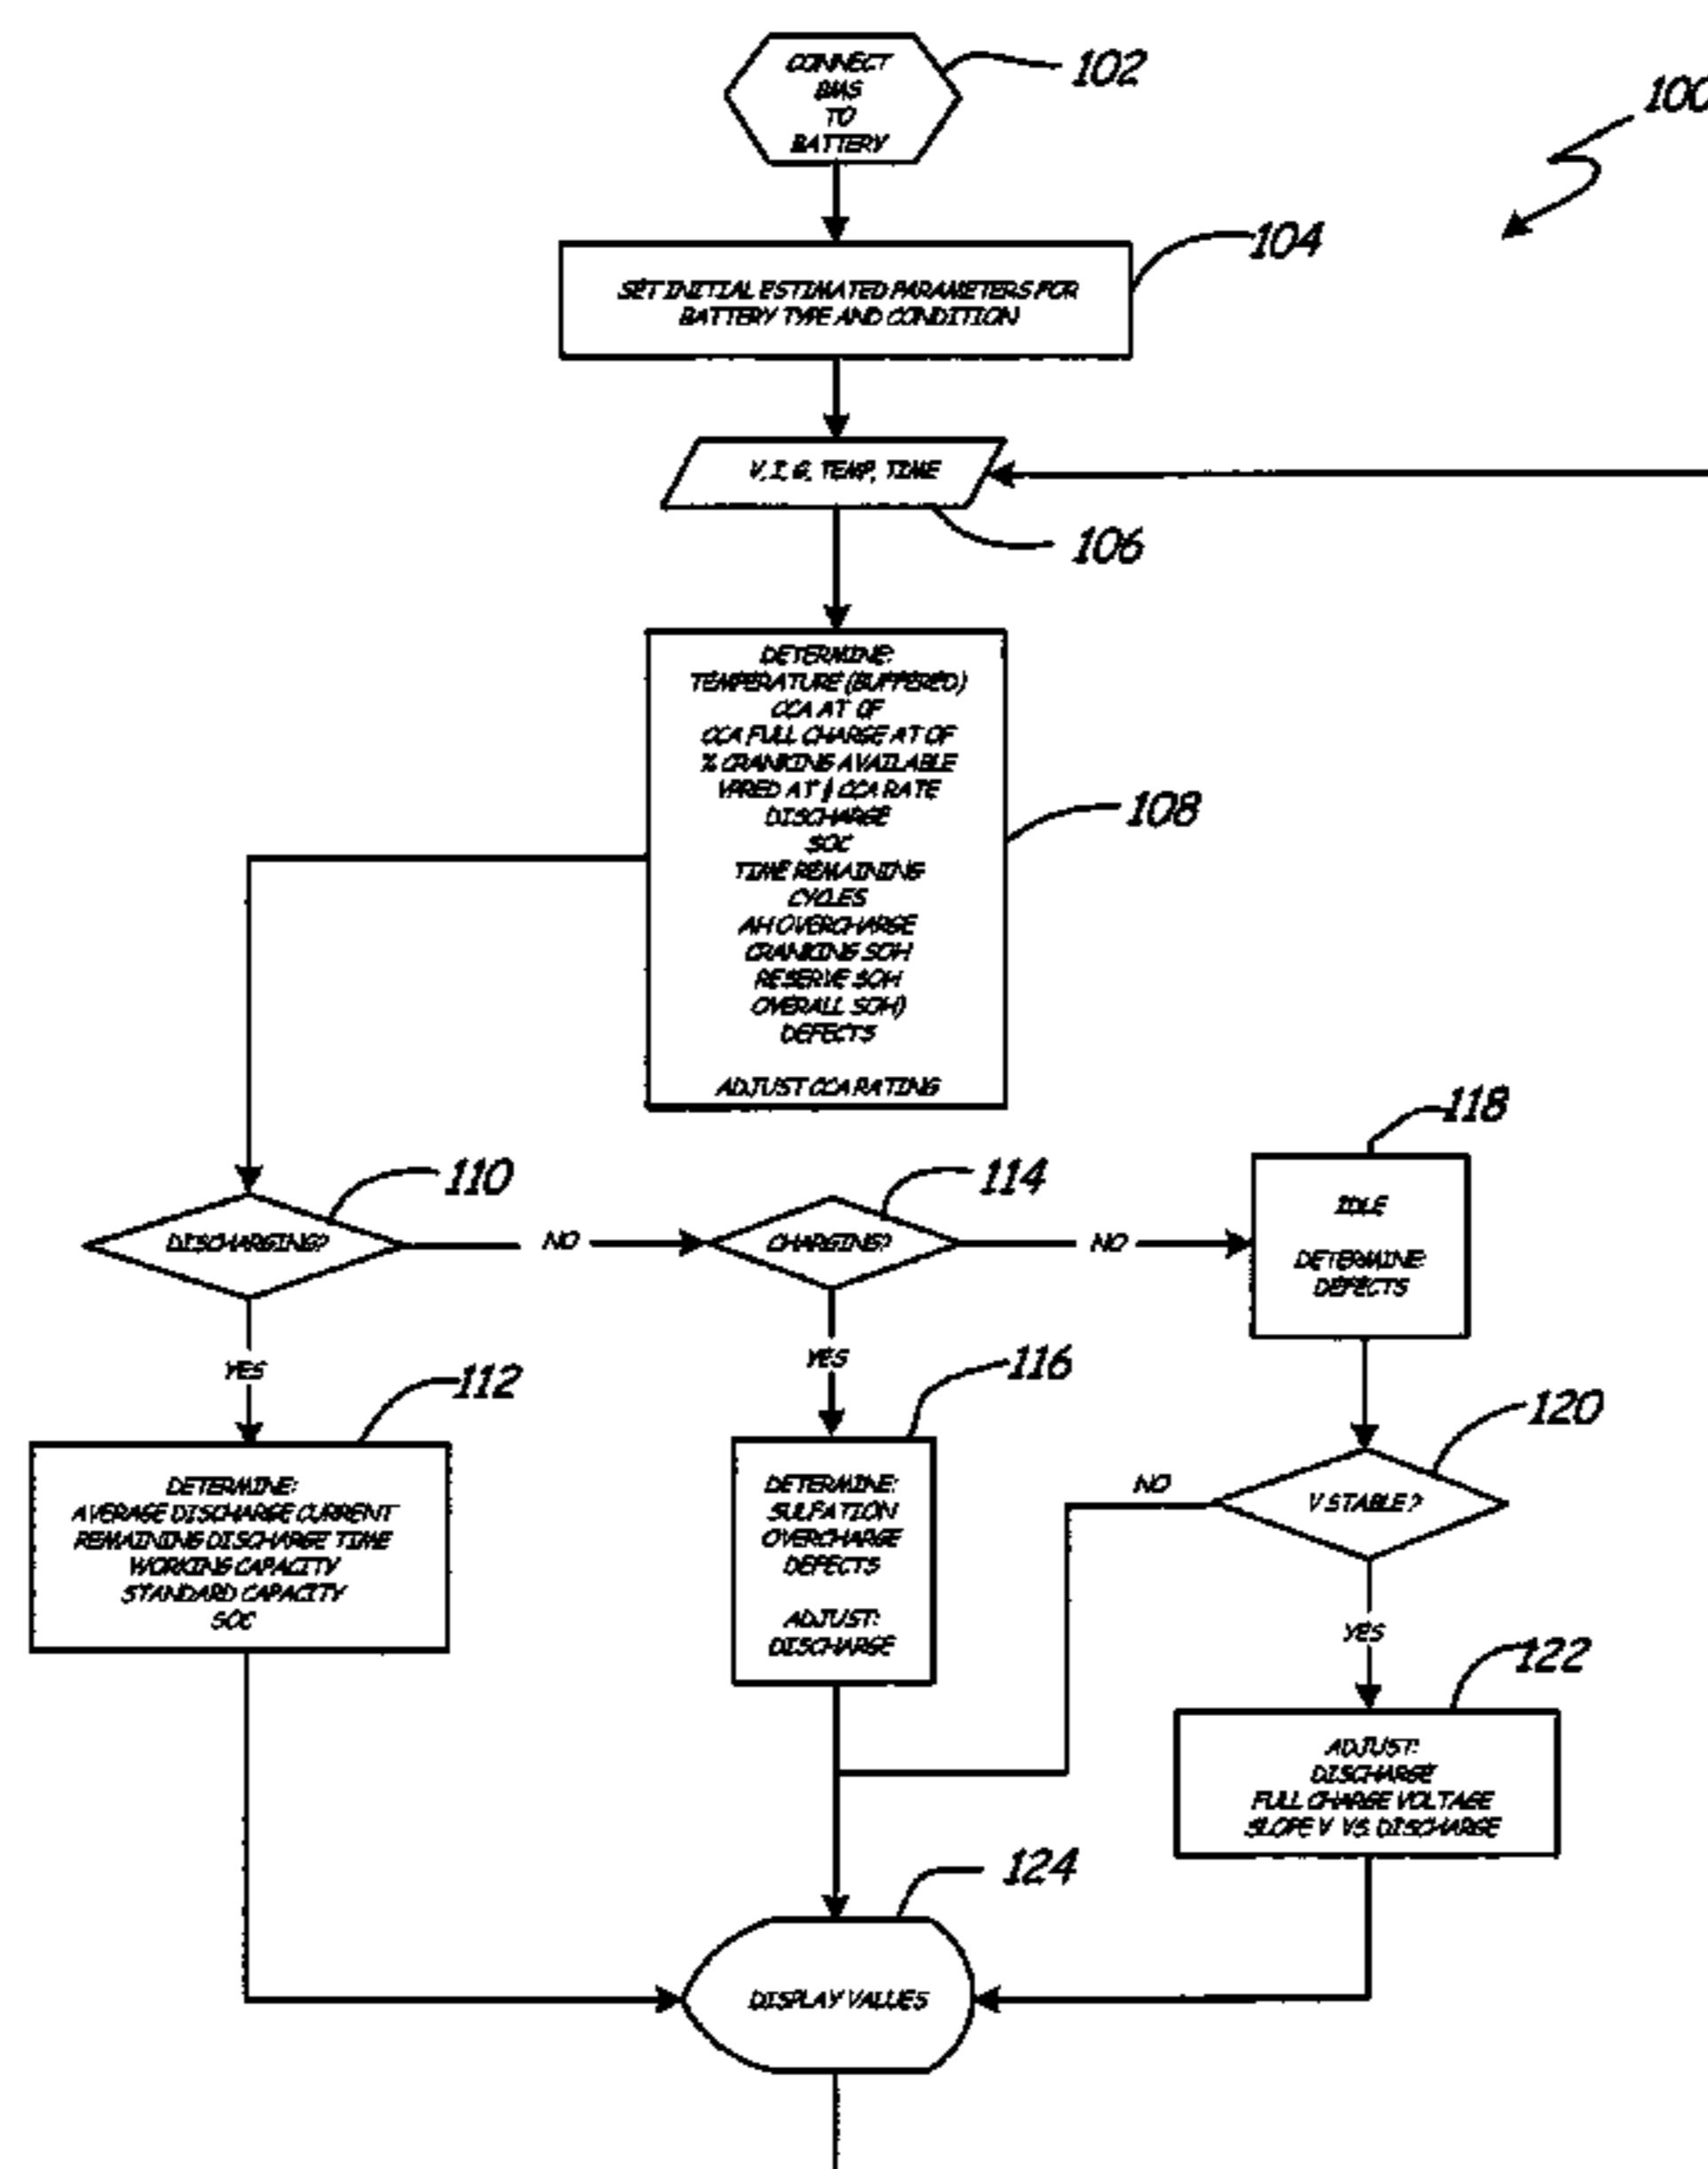 CONNECT
BMS
TO
BATTERY
102
100
104
SET INITIAL ESTIMATED PARAMETERS FOR
BATTERY TYPE AND CONDITION
V, I, G, TEMP, TIME
106
DETERMINE:
TEMPERATURE (BUFFERED)
CCA AT 0F
CCA FULL CHARGE AT 0F
% CRANKING AVAILABLE
VPRED AT CCA RATE
DISCHARGE
SOC
TIME REMAINING
CYCLES
AH OVERCHARGE
CRANKING SOH
RESERVE SOH
OVERALL SOH)
DEFECTS
ADJUST CCA RATING
108
110
DISCHARGING?
NO
114
CHARGING?
NO
118
IDLE
DETERMINE:
DEFECTS
YES
112
DETERMINE:
AVERAGE DISCHARGE CURRENT
REMAINING DISCHARGE TIME
WORKING CAPACITY
STANDARD CAPACITY
SOC
YES
116
DETERMINE:
SULFATION
OVERCHARGE
DEFECTS
ADJUST:
DISCHARGE
NO
120
V STABLE?
YES
122
ADJUST:
DISCHARGE
FULL CHARGE VOLTAGE
SLOPE V VS. DISCHARGE
124
DISPLAY VALUES